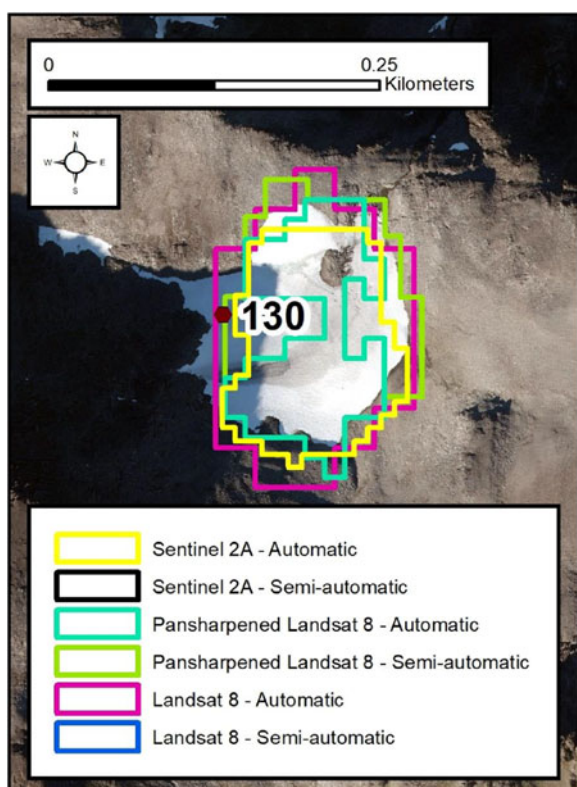 0 0.25
Kilometers
N
W E
S
130
Sentinel 2A - Automatic
Sentinel 2A - Semi-automatic
Pansharpened Landsat 8 - Automatic
Pansharpened Landsat 8 - Semi-automatic
Landsat 8 - Automatic
Landsat 8 - Semi-automatic